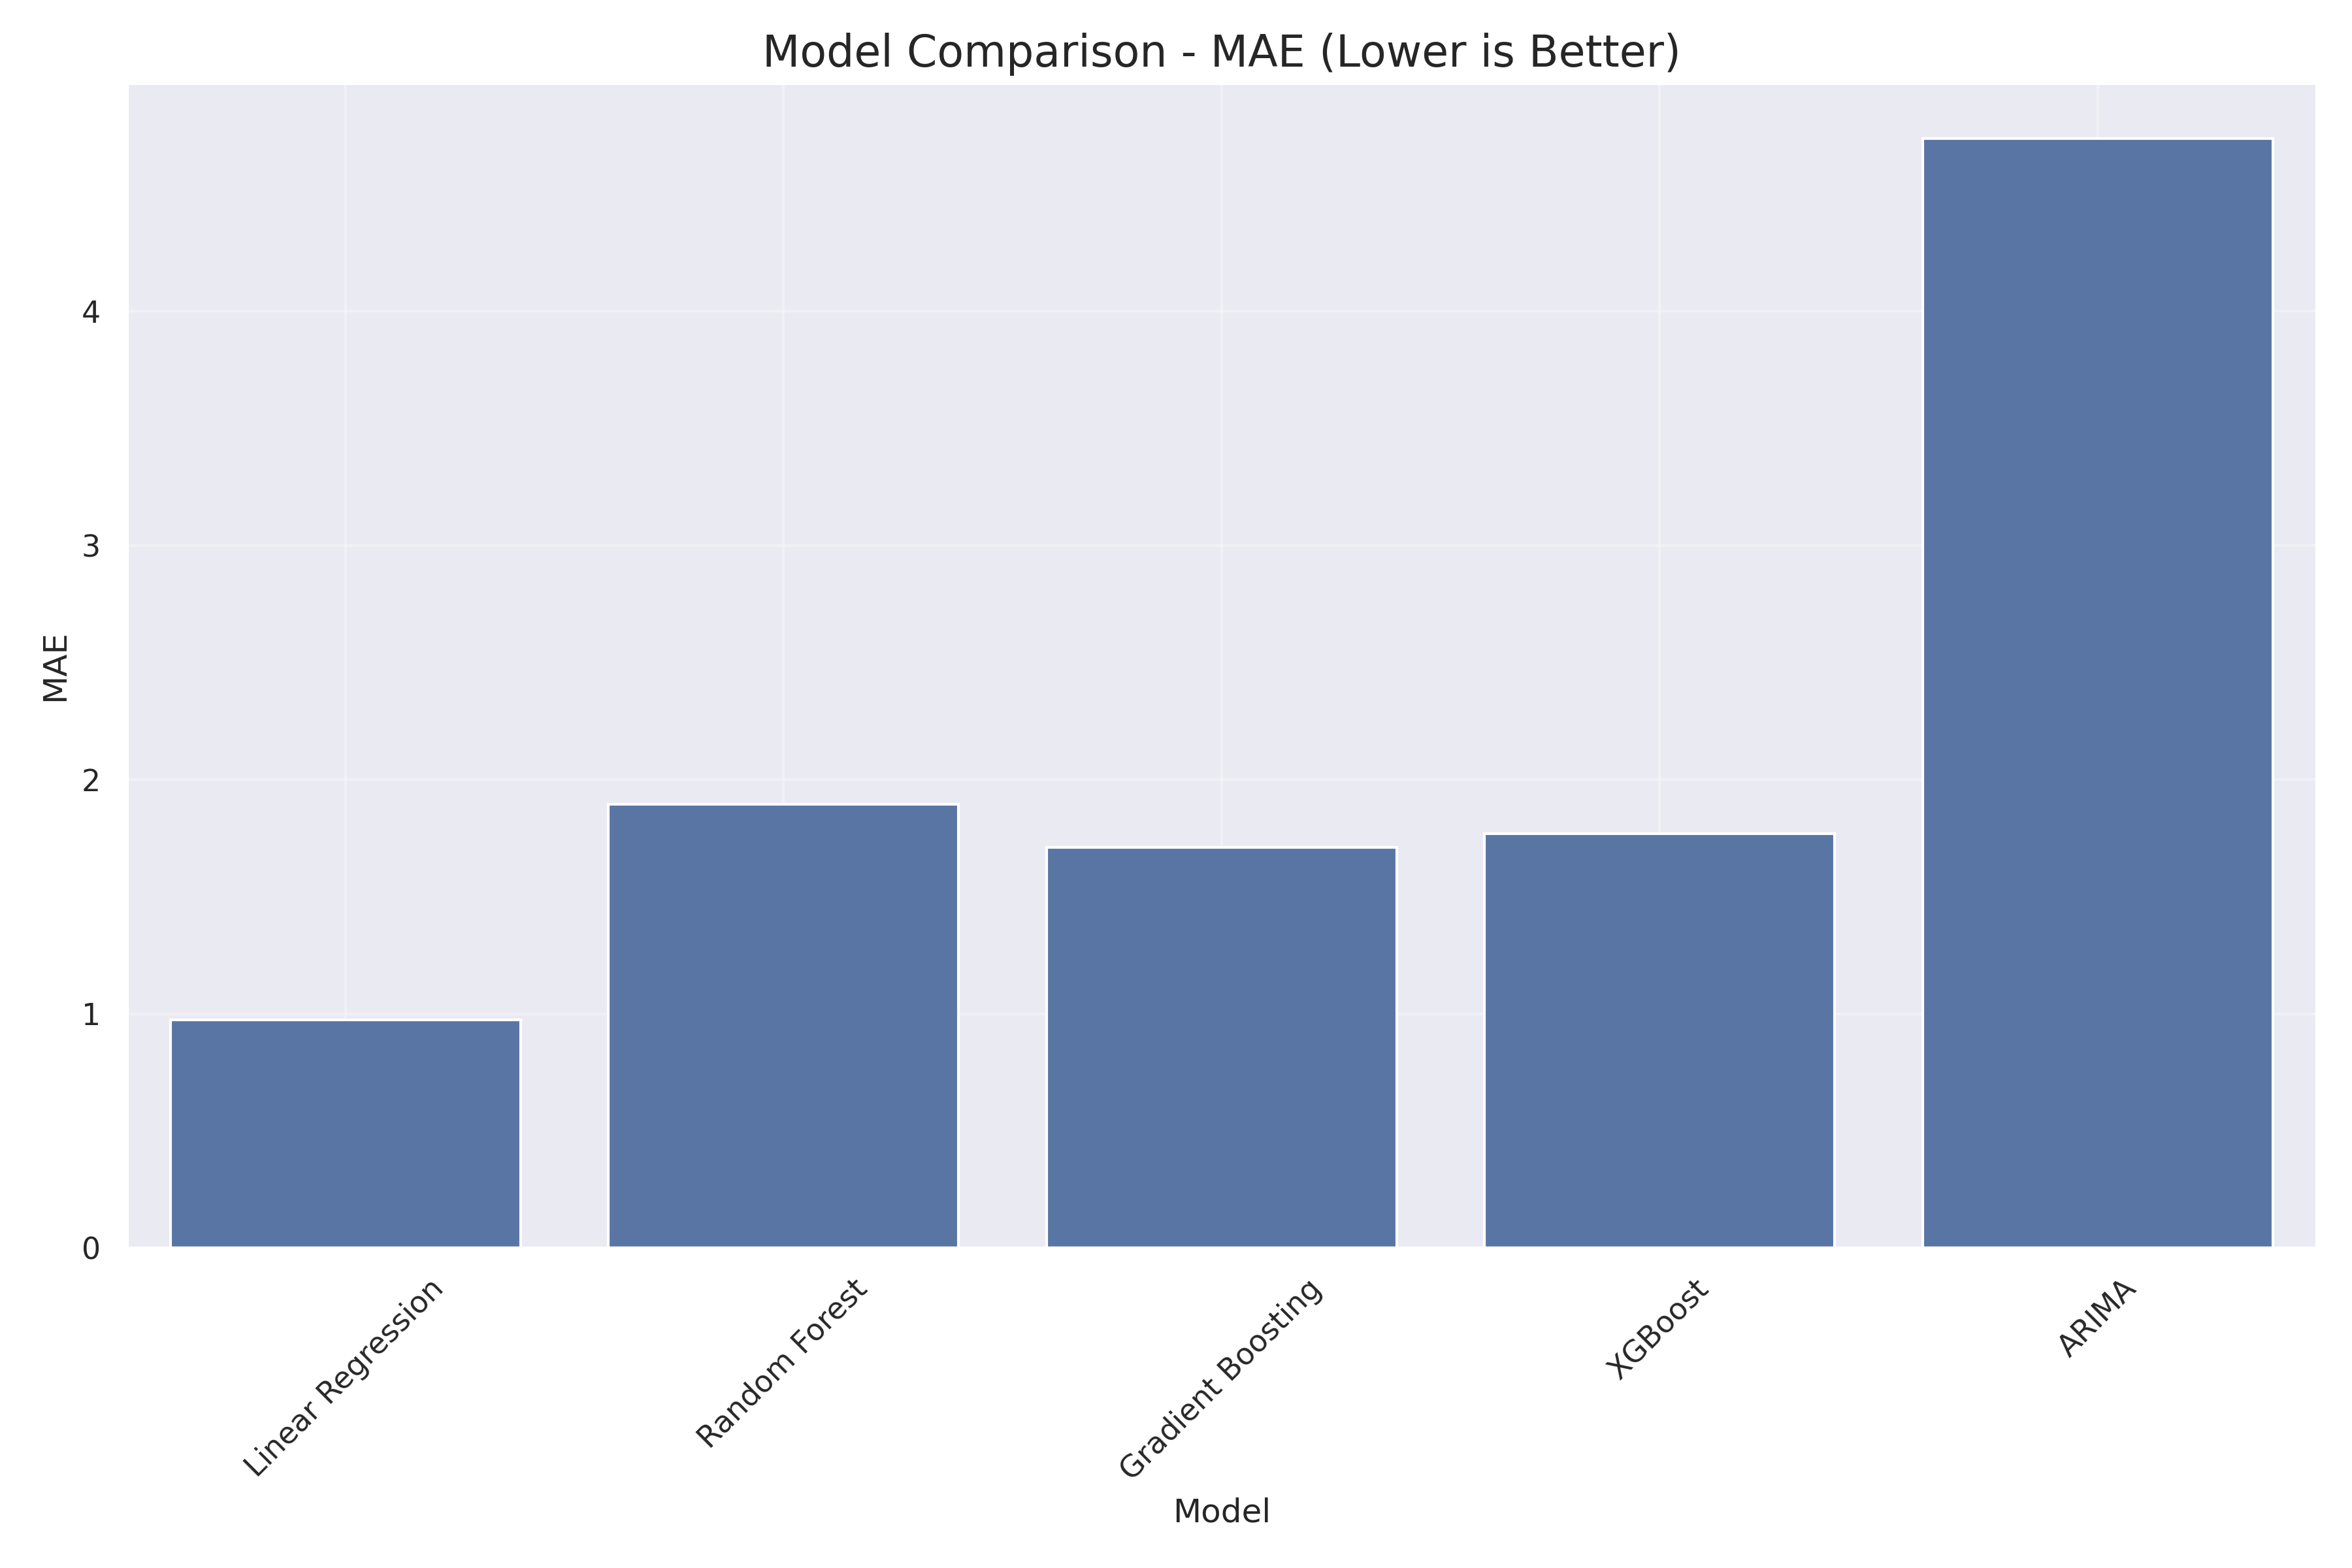 Model Comparison - MAE (Lower is Better)
MAE
4
3
2
1
0
Linear Regression
Random Forest
Gradient Boosting
XGBoost
ARIMA
Model